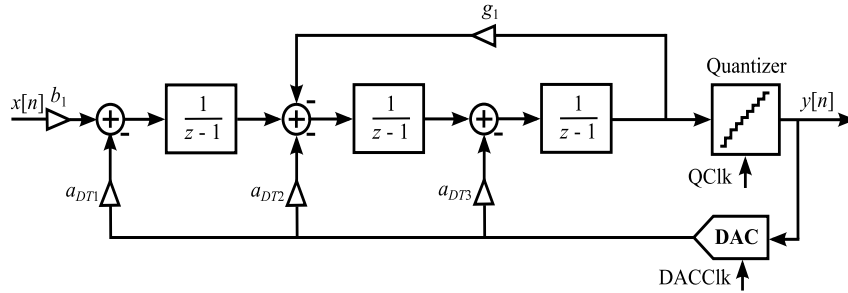 g1
Quantizer
x[n] b1
1
z - 1
1
z - 1
1
z - 1
y[n]
+ - + - - + -
QClk
aDT1
aDT2
aDT3
DAC
DACClk